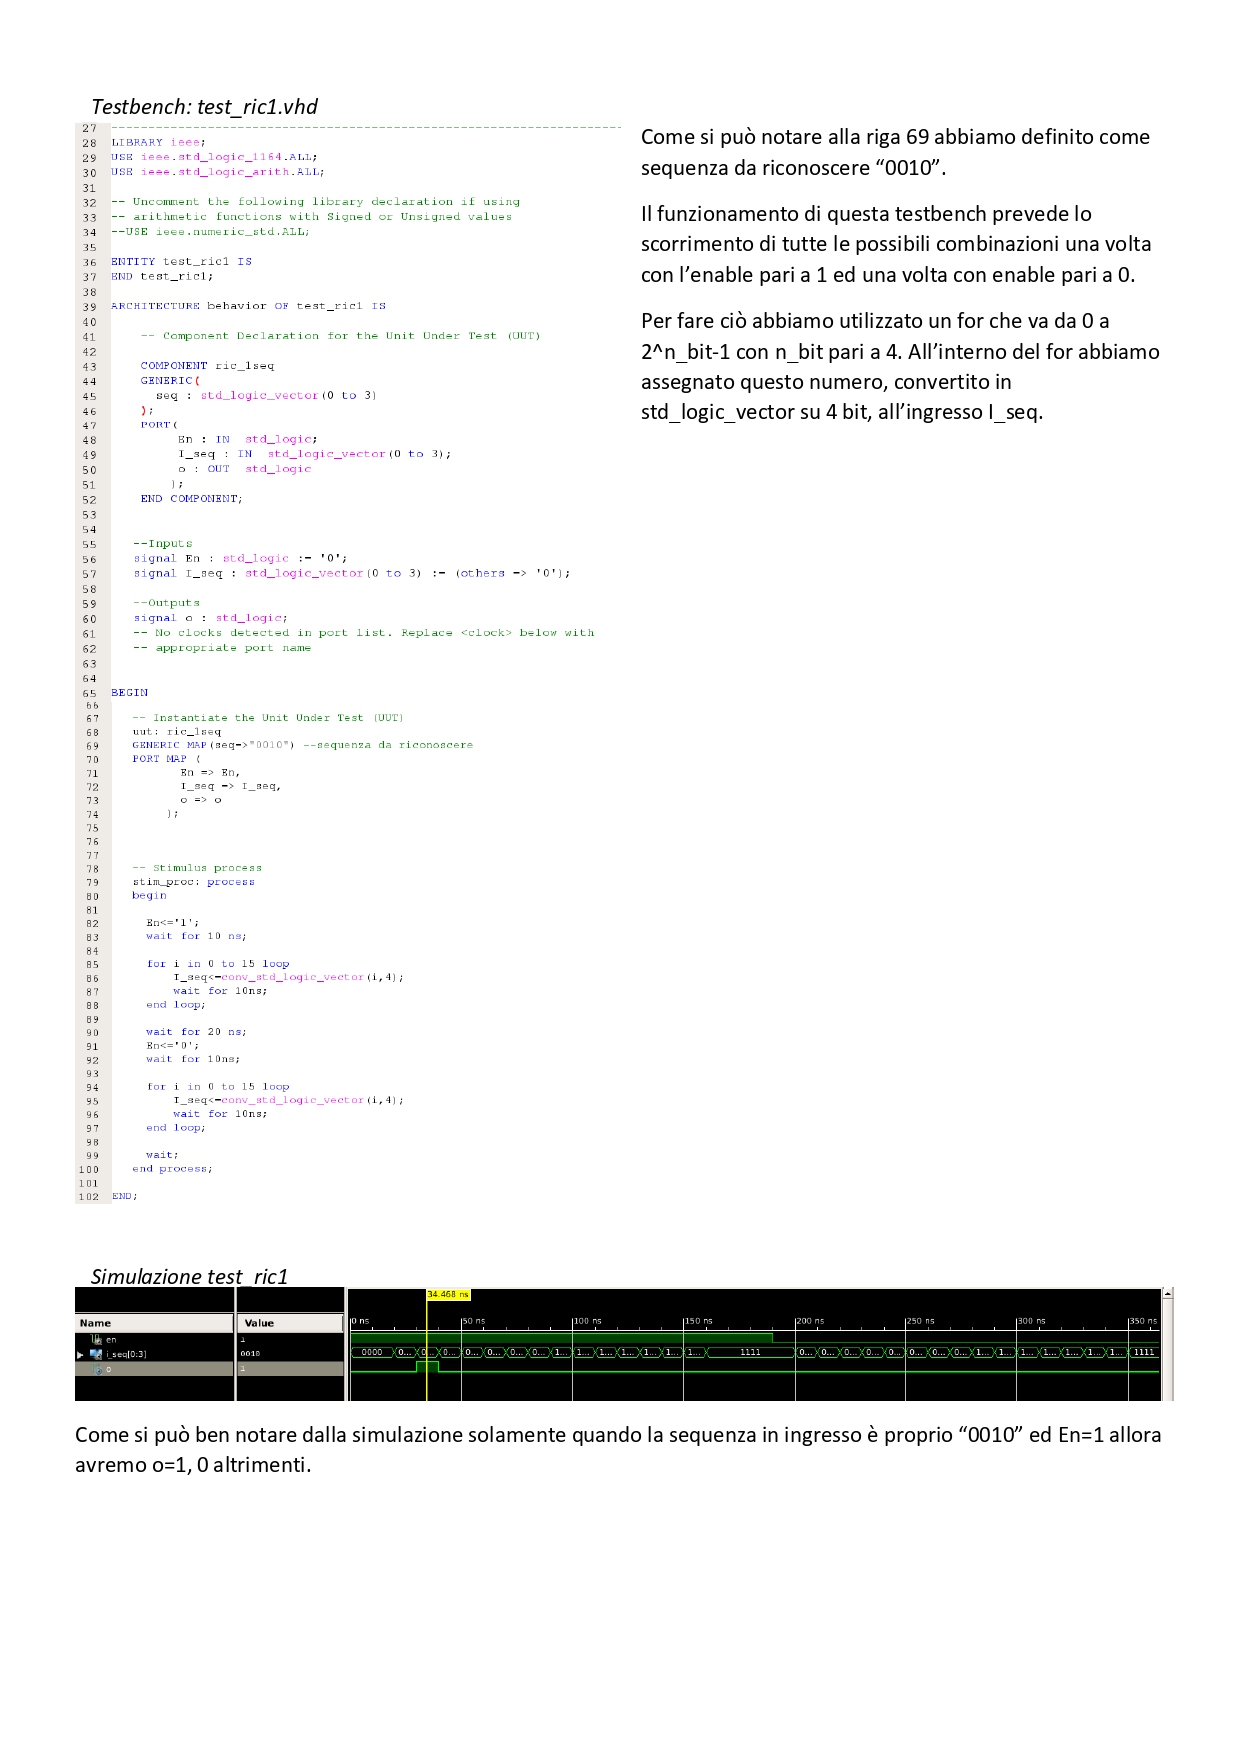 Testbench: test_ric1.vhd
27 --------------------------------------------------------------------
28 LIBRARY ieee;
29 USE ieee.std_logic_1164.ALL;
30 USE ieee.std_logic_arith.ALL;
31
32 -- Uncomment the following library declaration if using
33 -- arithmetic functions with Signed or Unsigned values
34 --USE ieee.numeric_std.ALL;
35
36 ENTITY test_ric1 IS
37 END test_ric1;
38
39 ARCHITECTURE behavior OF test_ric1 IS
40
41 -- Component Declaration for the Unit Under Test (UUT)
42
43 COMPONENT ric_1seq
44 GENERIC(
45 seq : std_logic_vector(0 to 3)
46 );
47 PORT(
48 En : IN std_logic;
49 I_seq : IN std_logic_vector(0 to 3);
50 o : OUT std_logic
51 );
52 END COMPONENT;
53
54
55 --Inputs
56 signal En : std_logic := '0';
57 signal I_seq : std_logic_vector(0 to 3) := (others => '0');
58
59 --Outputs
60 signal o : std_logic;
61 -- No clocks detected in port list. Replace <clock> below with
62 -- appropriate port name
63
64
65 BEGIN
66
67 -- Instantiate the Unit Under Test (UUT)
68 uut: ric_1seq
69 GENERIC MAP(seq=>"0010") --sequenza da riconoscere
70 PORT MAP (
71 En => En,
72 I_seq => I_seq,
73 o => o
74 );
75
76
77
78 -- Stimulus process
79 stim_proc: process
80 begin
81
82 En<='1';
83 wait for 10 ns;
84
85 for i in 0 to 15 loop
86 I_seq<=conv_std_logic_vector(i,4);
87 wait for 10ns;
88 end loop;
89
90 wait for 20 ns;
91 En<='0';
92 wait for 10ns;
93
94 for i in 0 to 15 loop
95 I_seq<=conv_std_logic_vector(i,4);
96 wait for 10ns;
97 end loop;
98
99 wait;
100 end process;
101
102 END;
Come si può notare alla riga 69 abbiamo definito come
sequenza da riconoscere “0010”.
Il funzionamento di questa testbench prevede lo
scorrimento di tutte le possibili combinazioni una volta
con l’enable pari a 1 ed una volta con enable pari a 0.
Per fare ciò abbiamo utilizzato un for che va da 0 a
2^n_bit-1 con n_bit pari a 4. All’interno del for abbiamo
assegnato questo numero, convertito in
std_logic_vector su 4 bit, all’ingresso I_seq.
Simulazione test_ric1
34.468 ns
Name Value 0 ns 50 ns 100 ns 150 ns 200 ns 250 ns 300 ns 350 ns
en 1
i_seq[0:3] 0010 0000 0... 0... 0... 0... 0... 0... 0... 1... 1... 1... 1... 1... 1... 1... 1111 0... 0... 0... 0... 0... 0... 0... 0... 1... 1... 1... 1... 1... 1... 1... 1111
o 1
Come si può ben notare dalla simulazione solamente quando la sequenza in ingresso è proprio “0010” ed En=1 allora
avremo o=1, 0 altrimenti.